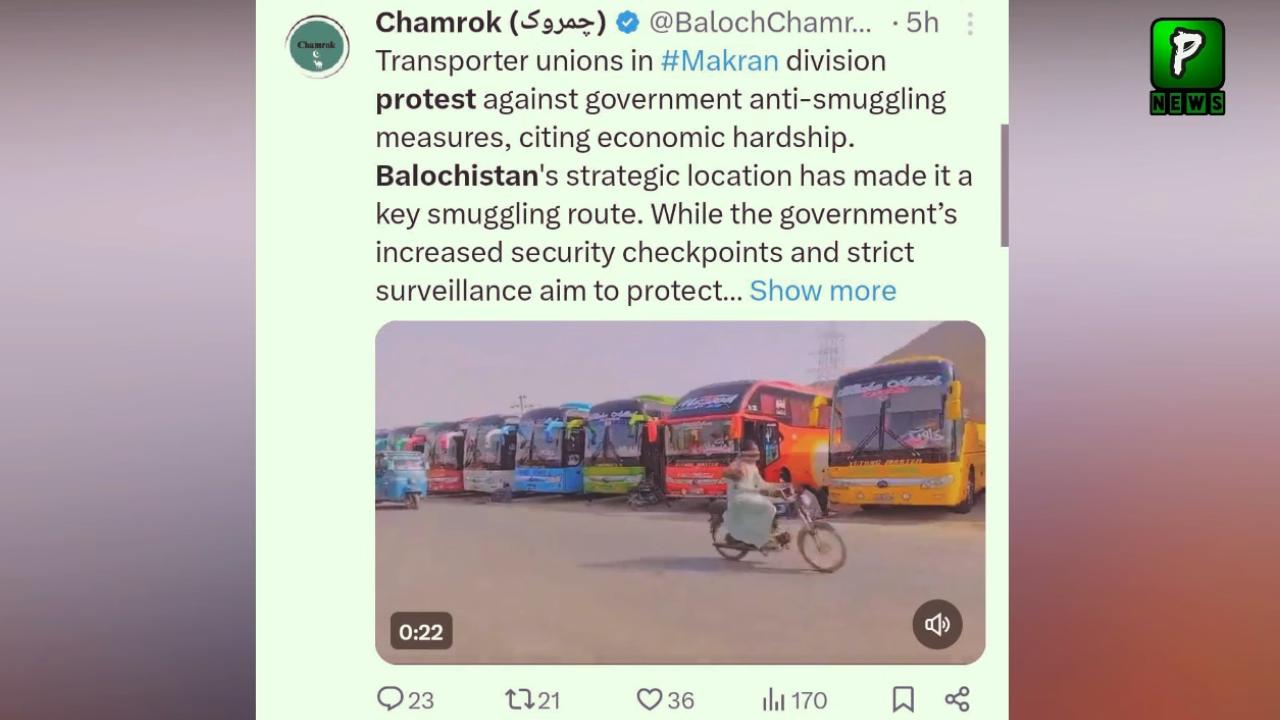 Chamrok (چمروک) @BalochChamr... · 5h
Chamrok
Transporter unions in #Makran division
protest against government anti-smuggling
measures, citing economic hardship.
Balochistan's strategic location has made it a
key smuggling route. While the government’s
increased security checkpoints and strict
surveillance aim to protect... Show more
0:22
23 21 36 170
P
NEWS